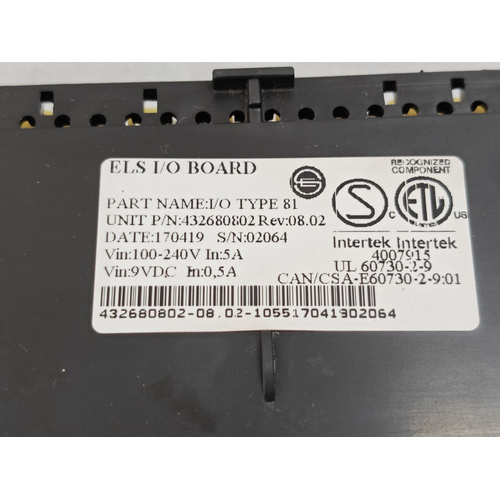 ELS I/O BOARD
PART NAME:I/O TYPE 81
UNIT P/N:432680802 Rev:08.02
DATE:170419 S/N:02064
Vin:100-240V In:5A
Vin:9VDC In:0,5A
RECOGNIZED
COMPONENT
S
C ETL US
Intertek Intertek
4007915
UL 60730-2-9
CAN/CSA-E60730-2-9:01
432680802-08.02-105517041902064